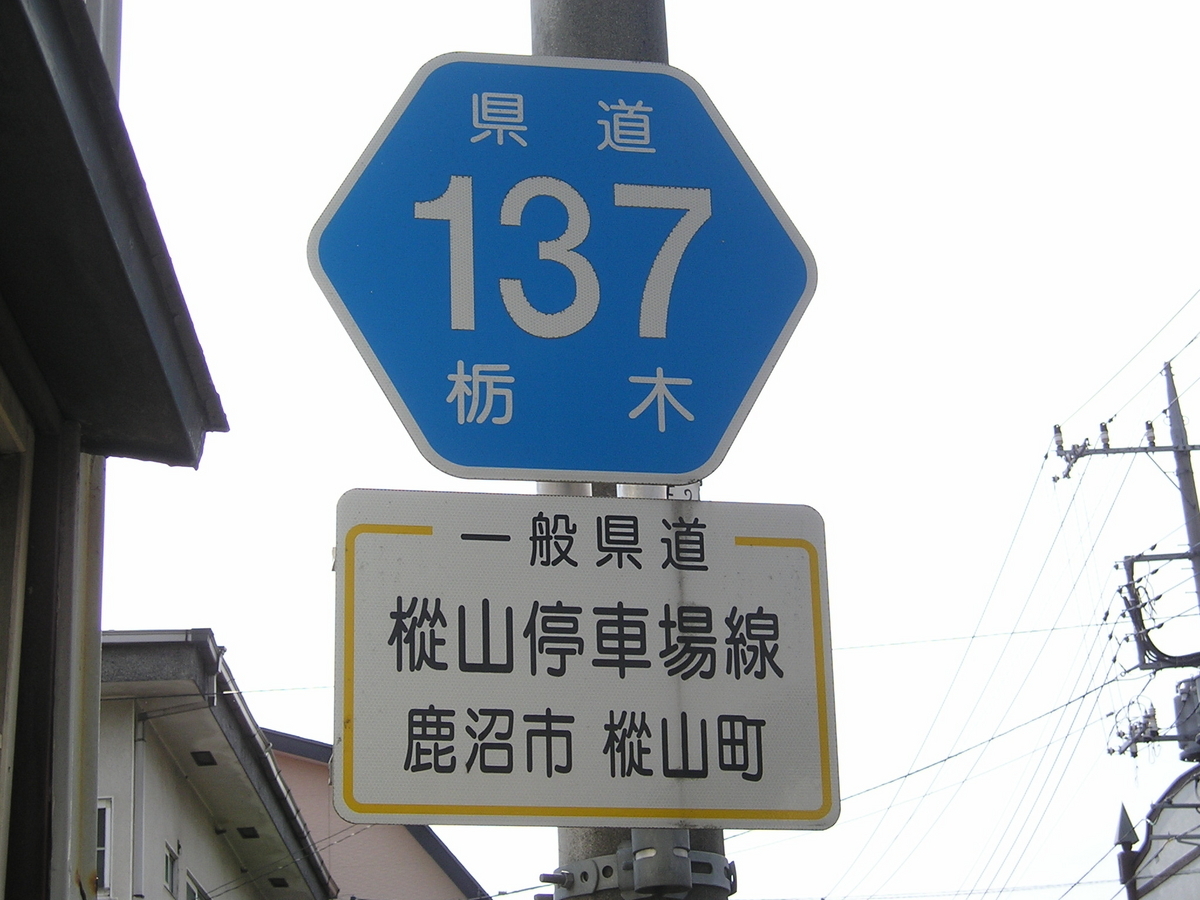 県道
137
栃木
一般県道
樅山停車場線
鹿沼市 樅山町